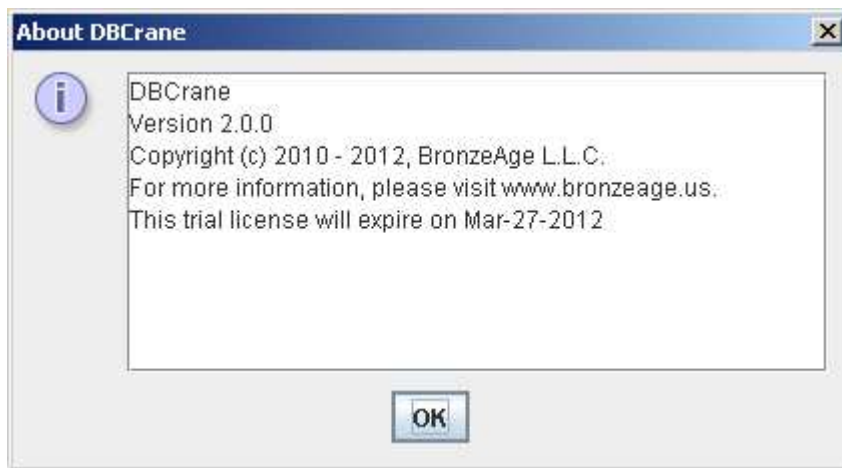 About DBCrane
DBCrane
Version 2.0.0
Copyright (c) 2010 - 2012, BronzeAge L.L.C.
For more information, please visit www.bronzeage.us.
This trial license will expire on Mar-27-2012
OK